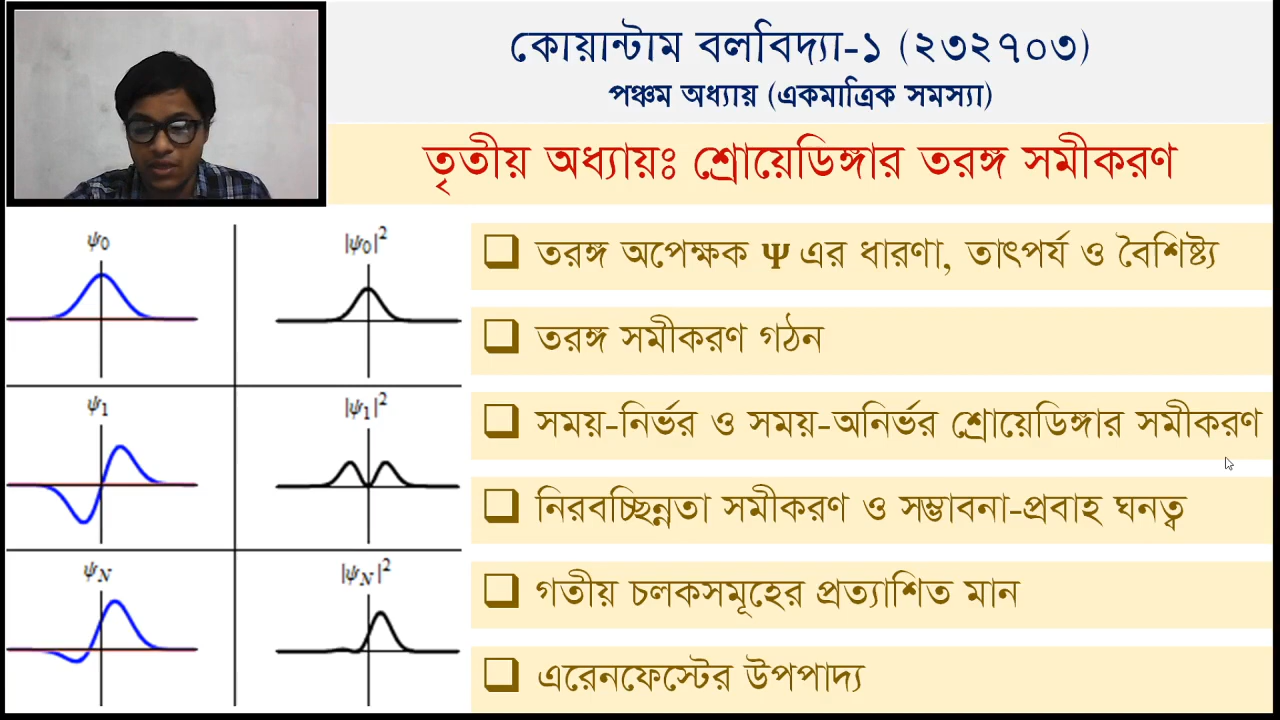 কোয়ান্টাম বলবিদ্যা-১ (২৩২৭০৩)
পঞ্চম অধ্যায় (একমাত্রিক সমস্যা)
তৃতীয় অধ্যায়ঃ শ্রোয়েডিঙ্গার তরঙ্গ সমীকরণ
ψ₀
|ψ₀|²
ψ₁
|ψ₁|²
ψ_N
|ψ_N|²
❑ তরঙ্গ অপেক্ষক Ψ এর ধারণা, তাৎপর্য ও বৈশিষ্ট্য
❑ তরঙ্গ সমীকরণ গঠন
❑ সময়-নির্ভর ও সময়-অনির্ভর শ্রোয়েডিঙ্গার সমীকরণ
❑ নিরবচ্ছিন্নতা সমীকরণ ও সম্ভাবনা-প্রবাহ ঘনত্ব
❑ গতীয় চলকসমূহের প্রত্যাশিত মান
❑ এরেনফেস্টের উপপাদ্য